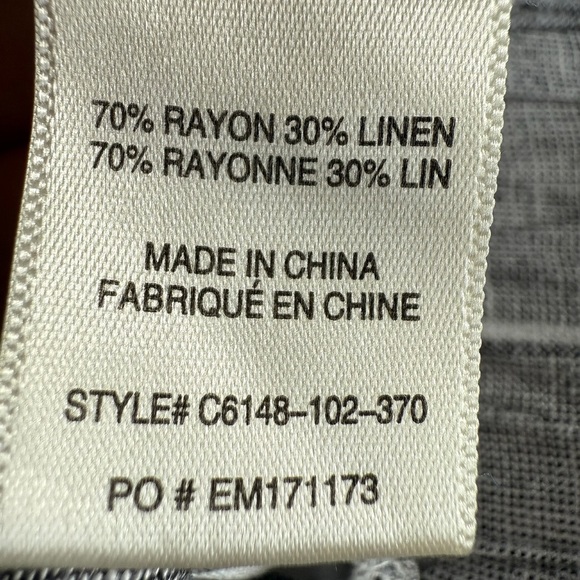 70% RAYON 30% LINEN
70% RAYONNE 30% LIN
MADE IN CHINA
FABRIQUÉ EN CHINE
STYLE# C6148-102-370
PO # EM171173